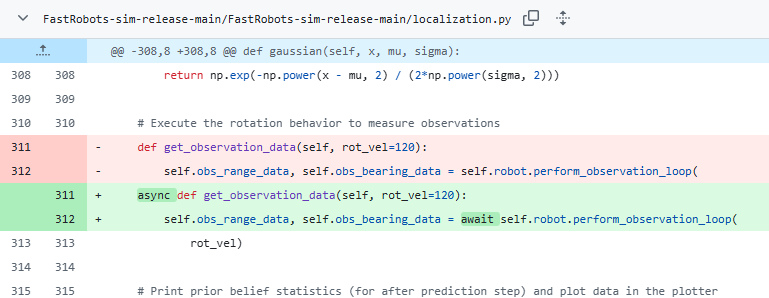 FastRobots-sim-release-main/FastRobots-sim-release-main/localization.py
@@ -308,8 +308,8 @@ def gaussian(self, x, mu, sigma):
308 308 return np.exp(-np.power(x - mu, 2) / (2*np.power(sigma, 2)))
309 309
310 310 # Execute the rotation behavior to measure observations
311 - def get_observation_data(self, rot_vel=120):
312 - self.obs_range_data, self.obs_bearing_data = self.robot.perform_observation_loop(
311 + async def get_observation_data(self, rot_vel=120):
312 + self.obs_range_data, self.obs_bearing_data = await self.robot.perform_observation_loop(
313 313 rot_vel)
314 314
315 315 # Print prior belief statistics (for after prediction step) and plot data in the plotter